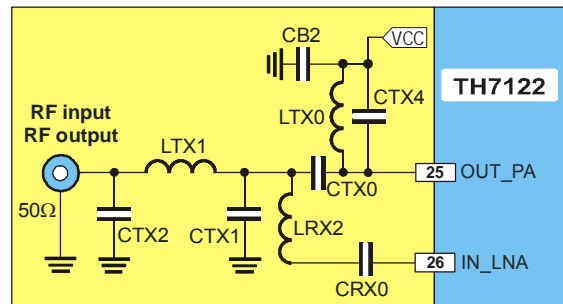 CB2
VCC
TH7122
CTX4
LTX0
RF input
RF output
LTX1
25
OUT_PA
CTX0
50Ω
CTX2
CTX1
LRX2
26
IN_LNA
CRX0